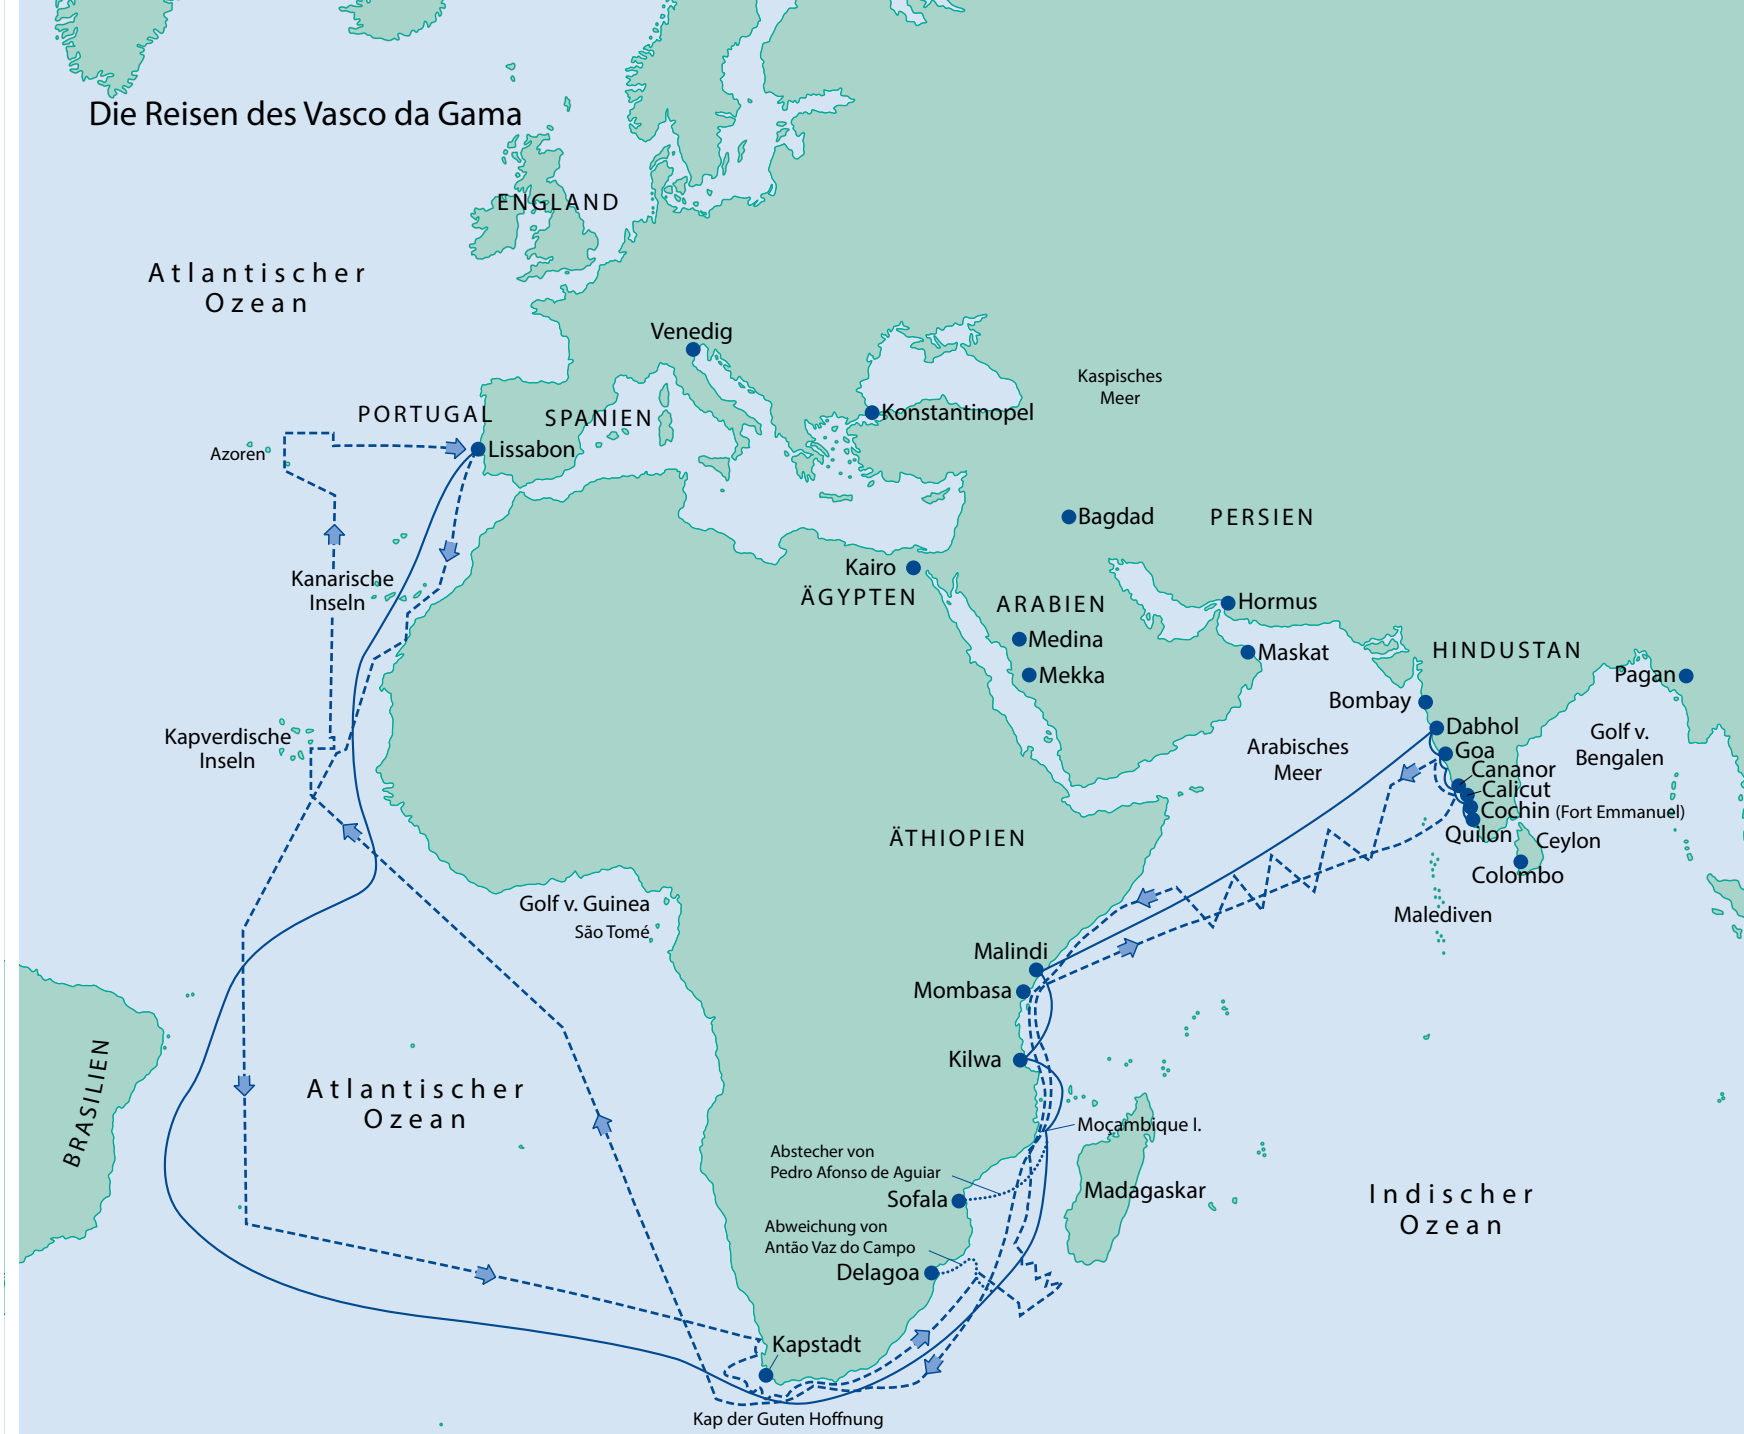 Die Reisen des Vasco da Gama
ENGLAND
Atlantischer
Ozean
Venedig
Kaspisches
Meer
PORTUGAL
SPANIEN
Konstantinopel
Azoren
Lissabon
Bagdad
PERSIEN
Kairo
ÄGYPTEN
Kanarische
Inseln
ARABIEN
Hormus
Medina
Maskat
HINDUSTAN
Mekka
Pagan
Bombay
Dabhol
Kapverdische
Inseln
Arabisches
Meer
Goa
Golf v.
Bengalen
Cananor
Calicut
Cochin (Fort Emmanuel)
Quilon
Ceylon
ÄTHIOPIEN
Colombo
Golf v. Guinea
São Tomé
Malediven
Malindi
Mombasa
Kilwa
BRASILIEN
Atlantischer
Ozean
Moçambique I.
Abstecher von
Pedro Afonso de Aguiar
Sofala
Madagaskar
Indischer
Ozean
Abweichung von
Antão Vaz do Campo
Delagoa
Kapstadt
Kap der Guten Hoffnung